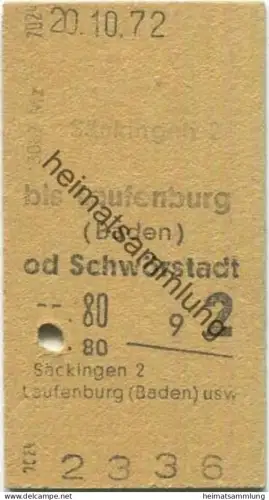 7024
20.10.72
Säckingen 2
bis Laufenburg
(Baden)
od Schwörstadt
--.80
9
2
-.80
Säckingen 2
Laufenburg (Baden) usw.
2336
heimatsammlung